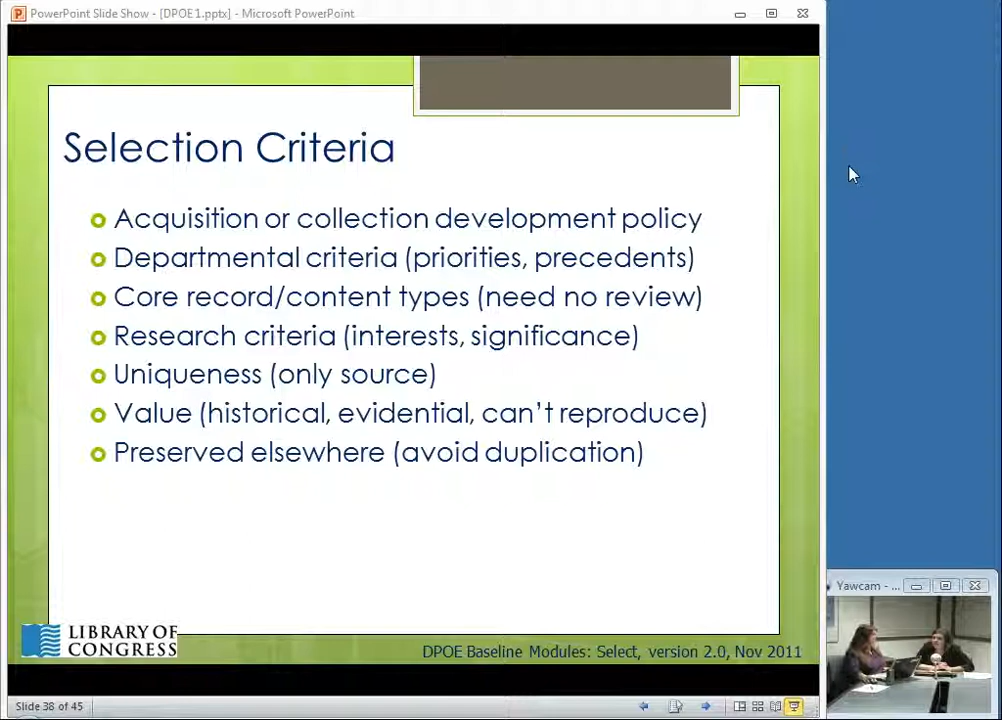 PowerPoint Slide Show - [DPOE 1.pptx] - Microsoft PowerPoint
Selection Criteria
Acquisition or collection development policy
Departmental criteria (priorities, precedents)
Core record/content types (need no review)
Research criteria (interests, significance)
Uniqueness (only source)
Value (historical, evidential, can't reproduce)
Preserved elsewhere (avoid duplication)
Yawcam - ...
LIBRARY OF
CONGRESS
DPOE Baseline Modules: Select, version 2.0, Nov 2011
Slide 38 of 45